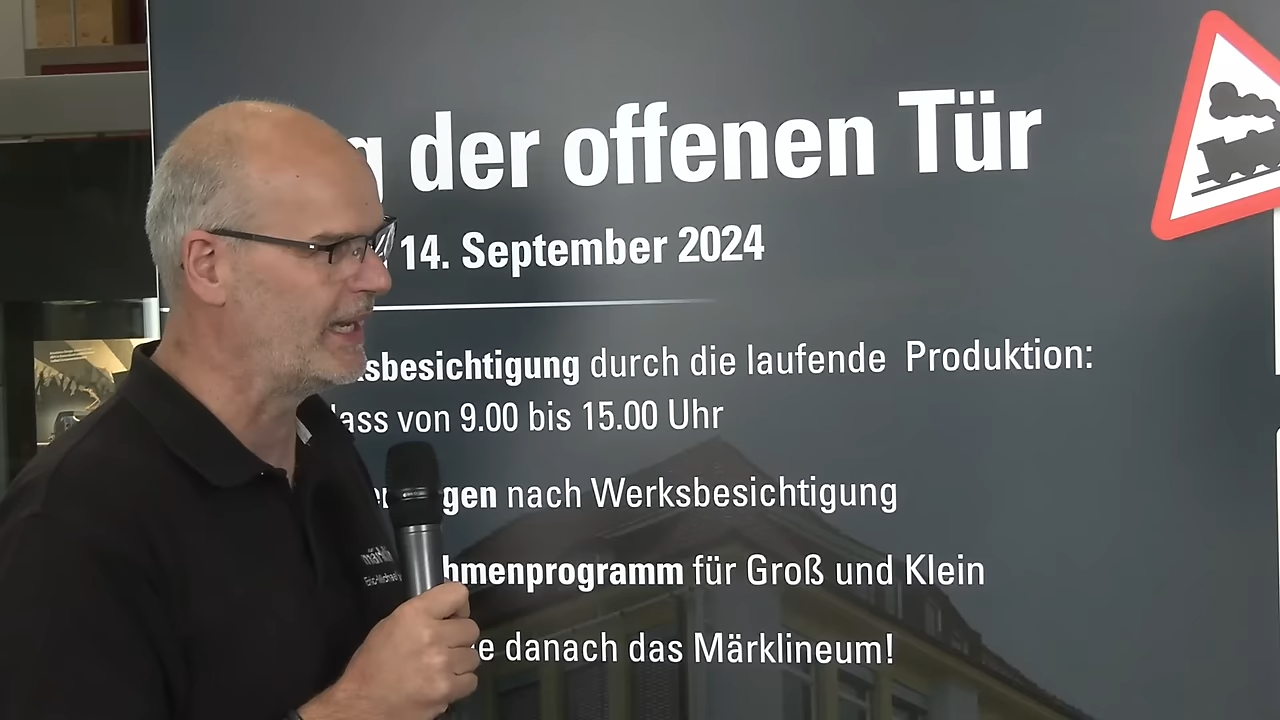 g der offenen Tür
14. September 2024
sbesichtigung durch die laufende Produktion:
lass von 9.00 bis 15.00 Uhr
gen nach Werksbesichtigung
hmenprogramm für Groß und Klein
e danach das Märklineum!
märklin